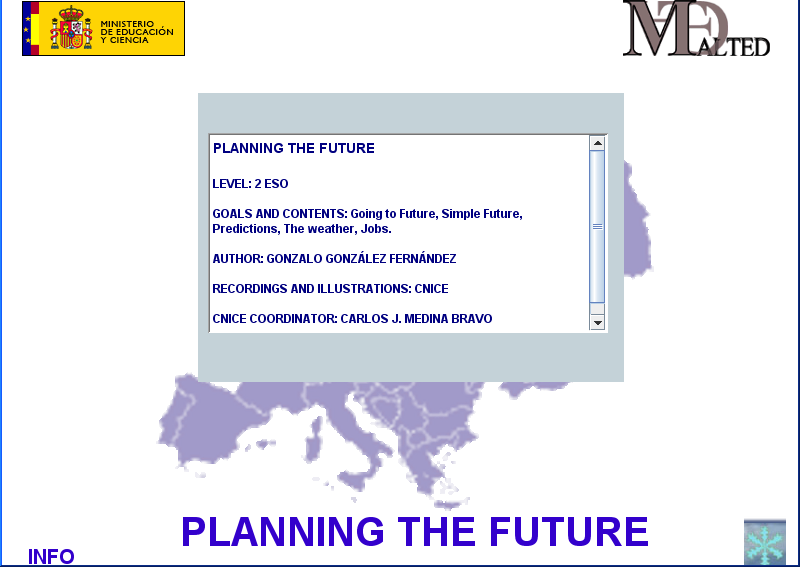 MINISTERIO
DE EDUCACIÓN
Y CIENCIA
MALTED
PLANNING THE FUTURE
LEVEL: 2 ESO
GOALS AND CONTENTS: Going to Future, Simple Future,
Predictions, The weather, Jobs.
AUTHOR: GONZALO GONZÁLEZ FERNÁNDEZ
RECORDINGS AND ILLUSTRATIONS: CNICE
CNICE COORDINATOR: CARLOS J. MEDINA BRAVO
PLANNING THE FUTURE
INFO